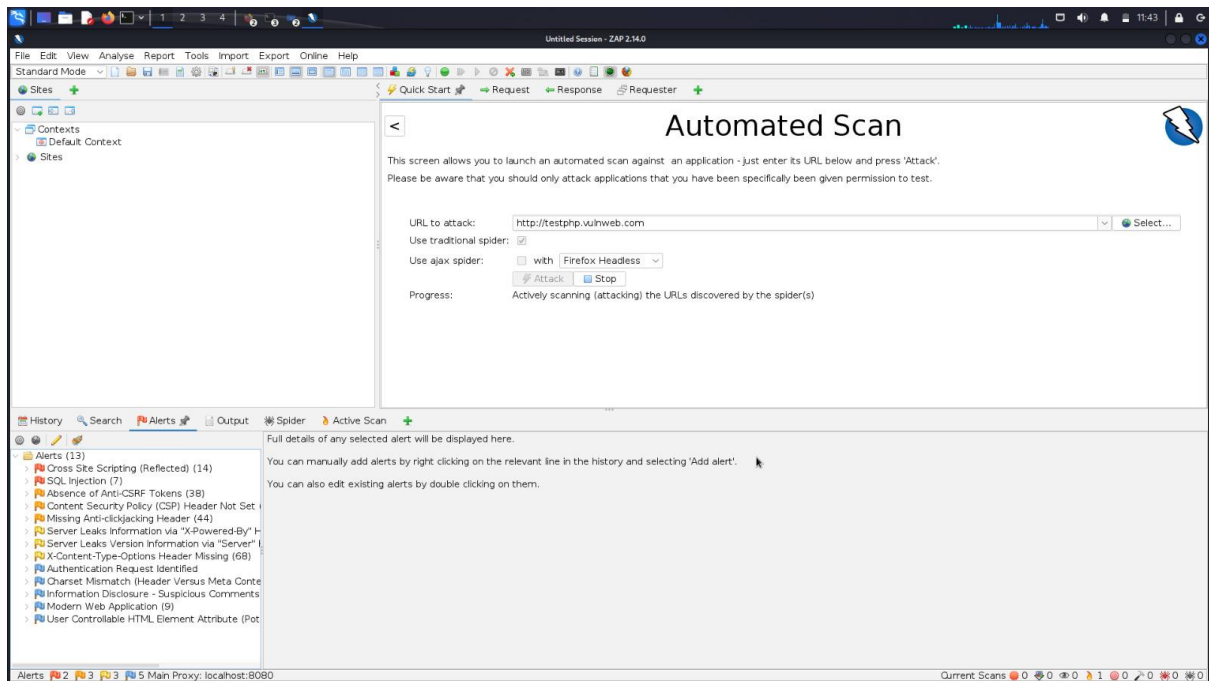 1 2 3 4
11:43
Untitled Session - ZAP 2.14.0
File Edit View Analyse Report Tools Import Export Online Help
Standard Mode
Sites
Quick Start
Request
Response
Requester
Contexts
Default Context
Sites
<
Automated Scan
This screen allows you to launch an automated scan against an application - just enter its URL below and press 'Attack'.
Please be aware that you should only attack applications that you have been specifically been given permission to test.
URL to attack: http://testphp.vulnweb.com Select...
Use traditional spider:
Use ajax spider: with Firefox Headless
Attack Stop
Progress: Actively scanning (attacking) the URLs discovered by the spider(s)
History Search Alerts Output Spider Active Scan
Full details of any selected alert will be displayed here.
You can manually add alerts by right clicking on the relevant line in the history and selecting 'Add alert'.
You can also edit existing alerts by double clicking on them.
Alerts (13)
Cross Site Scripting (Reflected) (14)
SQL Injection (7)
Absence of Anti-CSRF Tokens (38)
Content Security Policy (CSP) Header Not Set
Missing Anti-clickjacking Header (44)
Server Leaks Information via "X-Powered-By" H
Server Leaks Version Information via "Server"
X-Content-Type-Options Header Missing (68)
Authentication Request Identified
Charset Mismatch (Header Versus Meta Conte
Information Disclosure - Suspicious Comments
Modern Web Application (9)
User Controllable HTML Element Attribute (Pot
Alerts 2 3 3 5 Main Proxy: localhost:8080
Current Scans 0 0 0 1 0 0 0 0